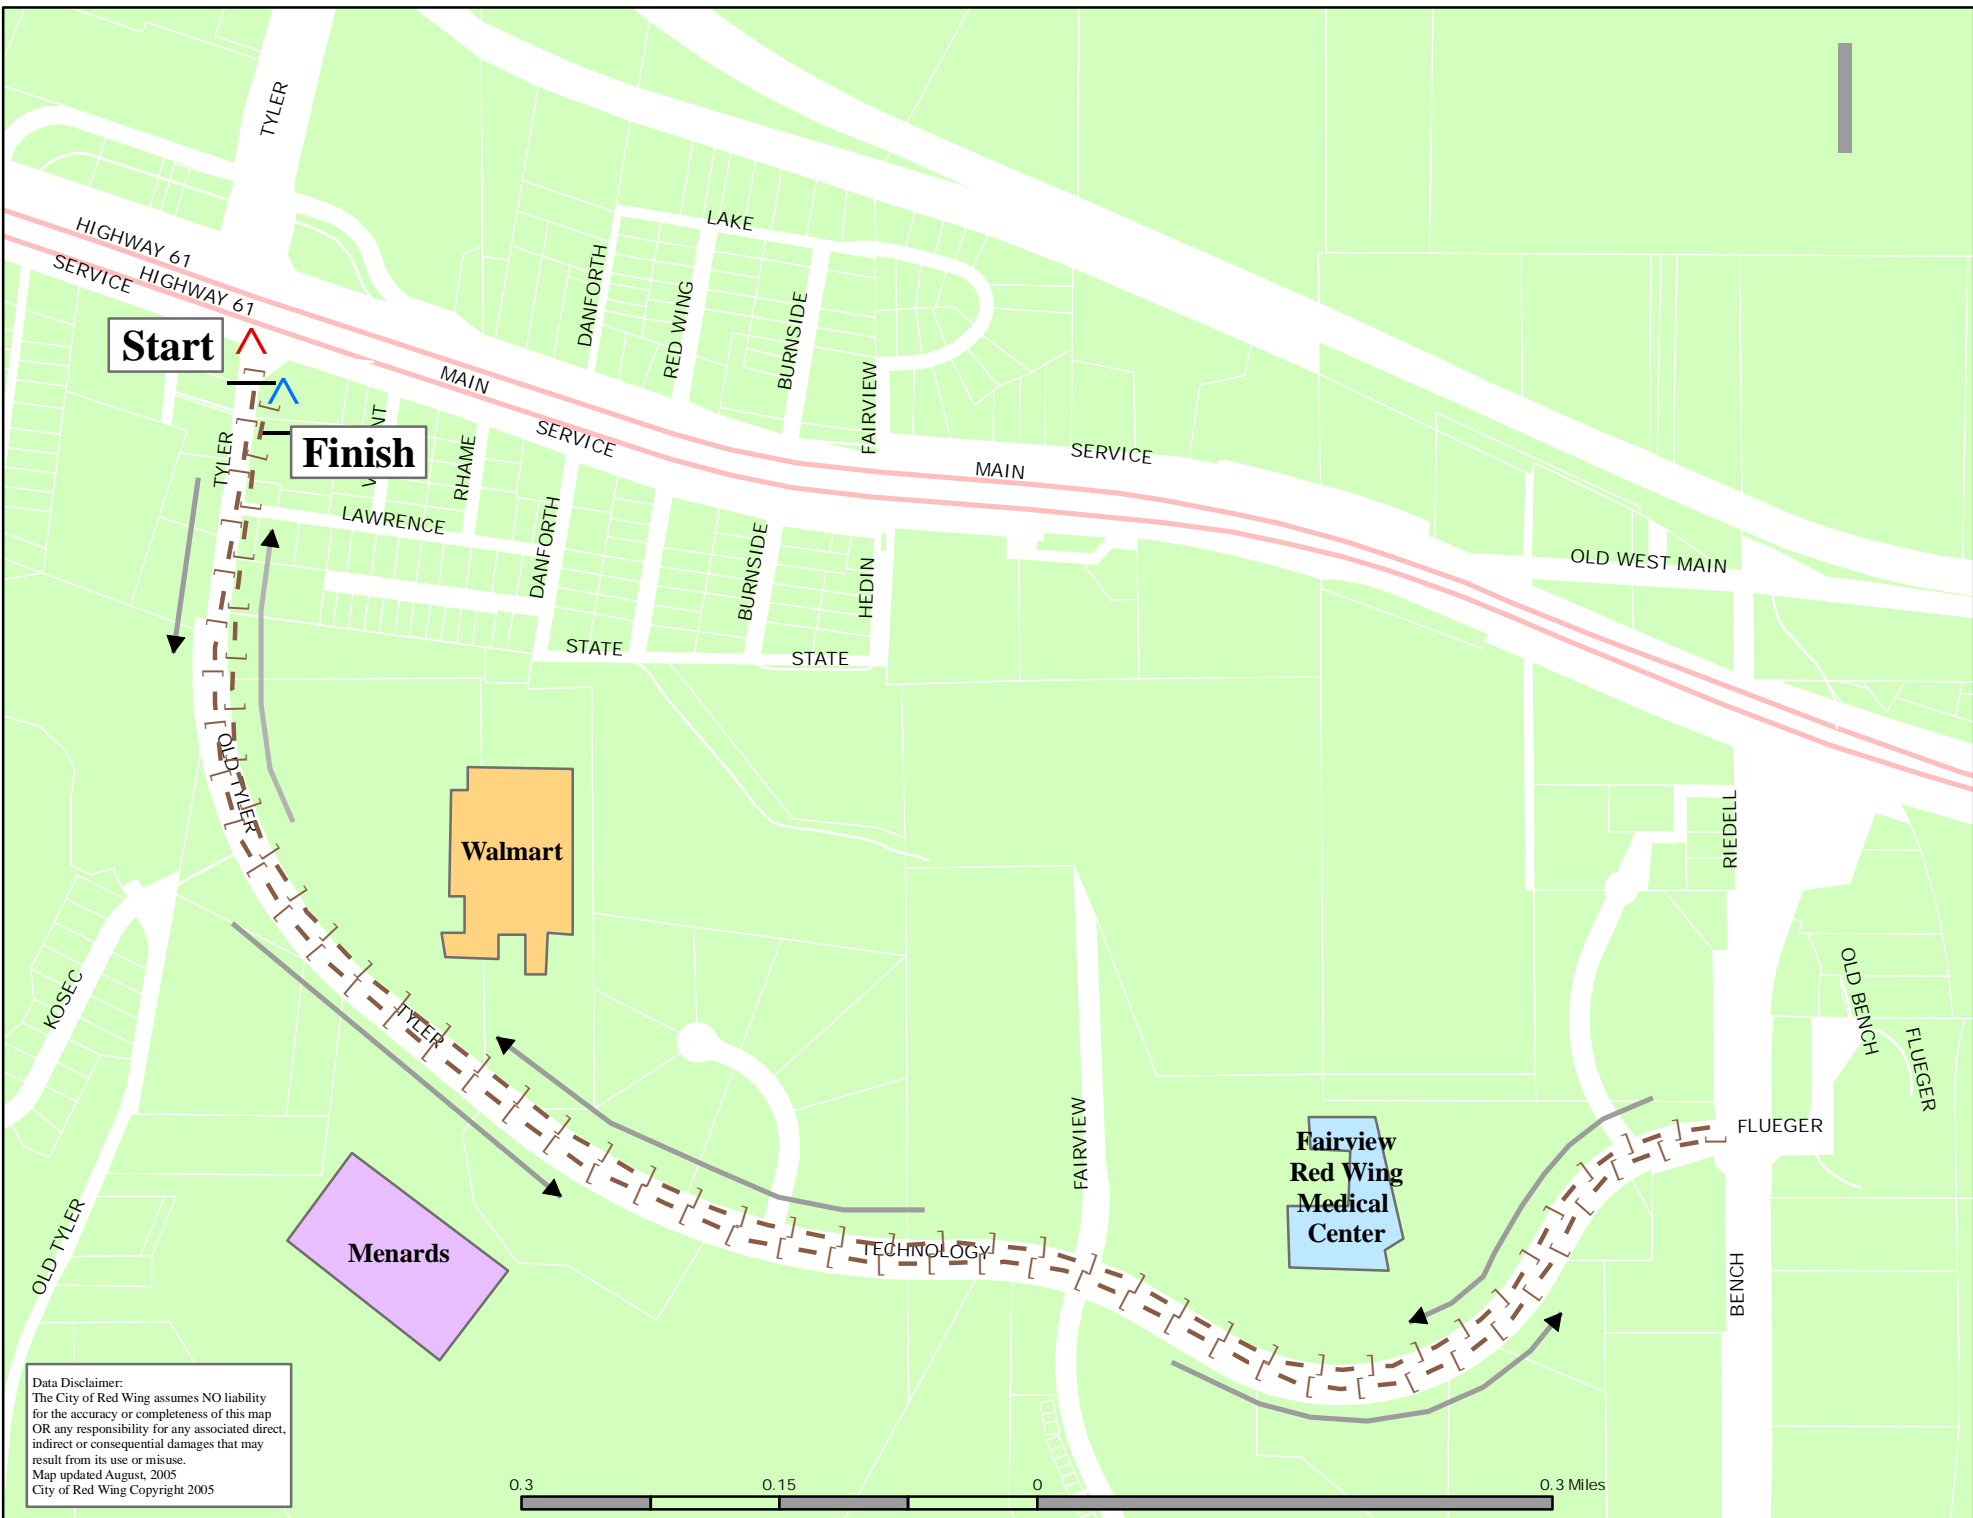 TYLER
LAKE
HIGHWAY 61
SERVICE
HIGHWAY 61
DANFORTH
RED WING
BURNSIDE
Start
FAIRVIEW
MAIN
NT
TYLER
Finish
RHAME
SERVICE
SERVICE
MAIN
LAWRENCE
DANFORTH
BURNSIDE
HEDIN
OLD WEST MAIN
STATE
STATE
OLD TYLER
Walmart
RIEDELL
KOSEC
TYLER
OLD BENCH
FLUEGER
FAIRVIEW
FLUEGER
Fairview
Red Wing
Medical
Center
OLD TYLER
Menards
TECHNOLOGY
BENCH
Data Disclaimer:
The City of Red Wing assumes NO liability
for the accuracy or completeness of this map
OR any responsibility for any associated direct,
indirect or consequential damages that may
result from its use or misuse.
Map updated August, 2005
City of Red Wing Copyright 2005
0.3
0.15
0
0.3 Miles